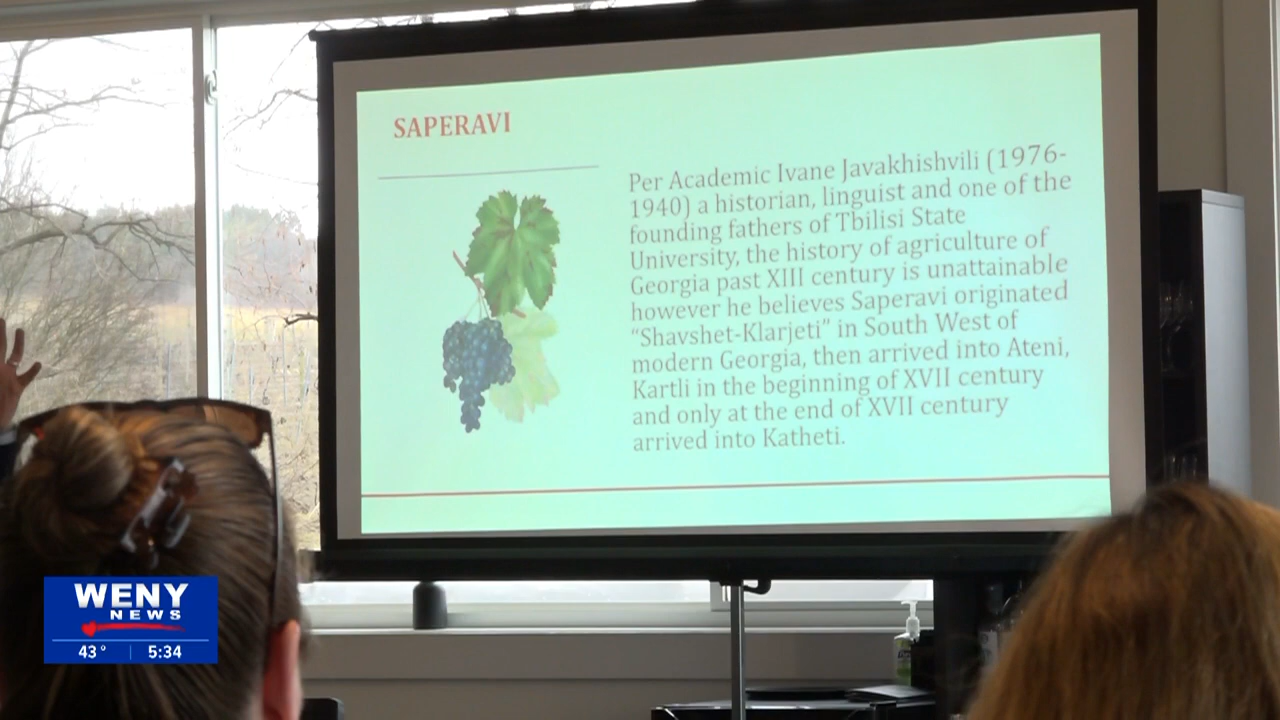 SAPERAVI
Per Academic Ivane Javakhishvili (1976-
1940) a historian, linguist and one of the
founding fathers of Tbilisi State
University, the history of agriculture of
Georgia past XIII century is unattainable
however he believes Saperavi originated
“Shavshet-Klarjeti” in South West of
modern Georgia, then arrived into Ateni,
Kartli in the beginning of XVII century
and only at the end of XVII century
arrived into Katheti.
WENY
NEWS
43° 5:34